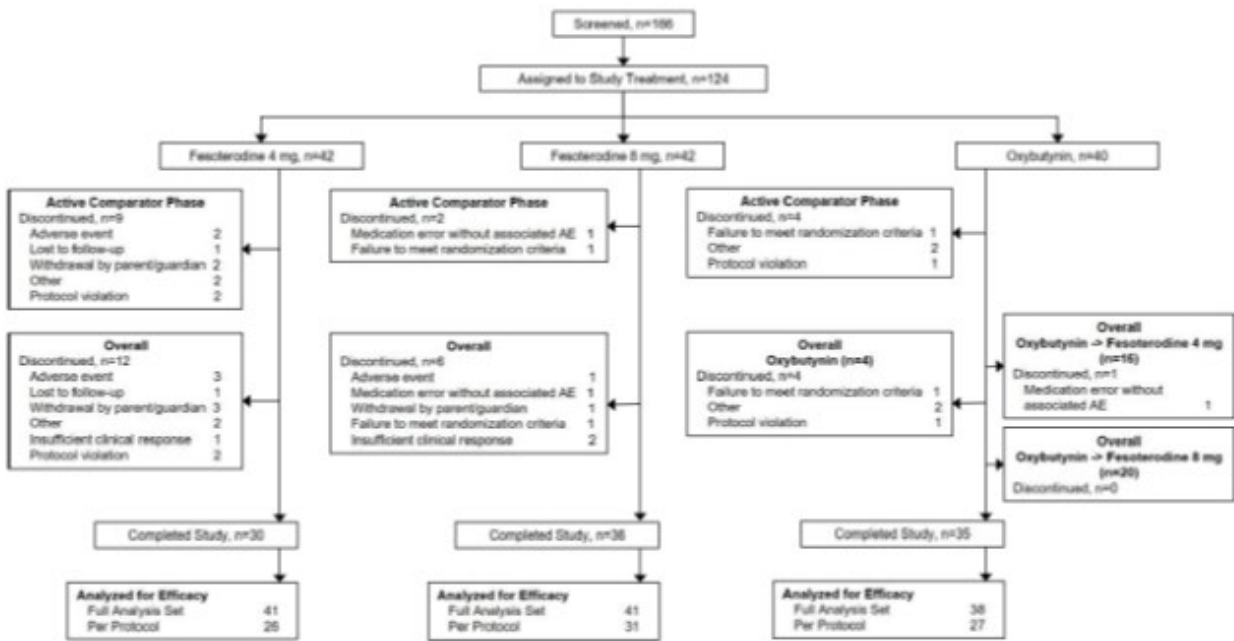 Screened, n=186
Assigned to Study Treatment, n=124
Fesoterodine 4 mg, n=42
Fesoterodine 8 mg, n=42
Oxybutynin, n=40
Active Comparator Phase
Discontinued, n=9
Adverse event 2
Lost to follow-up 1
Withdrawal by parent/guardian 2
Other 2
Protocol violation 2
Active Comparator Phase
Discontinued, n=2
Medication error without associated AE 1
Failure to meet randomization criteria 1
Active Comparator Phase
Discontinued, n=4
Failure to meet randomization criteria 1
Other 2
Protocol violation 1
Overall
Discontinued, n=12
Adverse event 3
Lost to follow-up 1
Withdrawal by parent/guardian 3
Other 2
Insufficient clinical response 1
Protocol violation 2
Overall
Discontinued, n=6
Adverse event 1
Medication error without associated AE 1
Withdrawal by parent/guardian 1
Failure to meet randomization criteria 1
Insufficient clinical response 2
Overall
Oxybutynin (n=4)
Discontinued, n=4
Failure to meet randomization criteria 1
Other 2
Protocol violation 1
Overall
Oxybutynin -> Fesoterodine 4 mg
(n=16)
Discontinued, n=1
Medication error without
associated AE 1
Overall
Oxybutynin -> Fesoterodine 8 mg
(n=20)
Discontinued, n=0
Completed Study, n=30
Completed Study, n=36
Completed Study, n=35
Analyzed for Efficacy
Full Analysis Set 41
Per Protocol 26
Analyzed for Efficacy
Full Analysis Set 41
Per Protocol 31
Analyzed for Efficacy
Full Analysis Set 38
Per Protocol 27